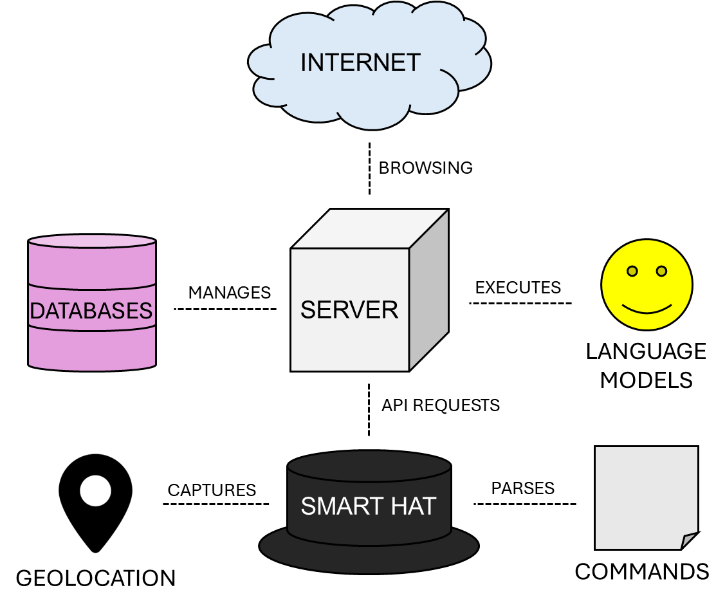 INTERNET
BROWSING
MANAGES
EXECUTES
DATABASES
SERVER
LANGUAGE
MODELS
API REQUESTS
CAPTURES
PARSES
SMART HAT
GEOLOCATION
COMMANDS